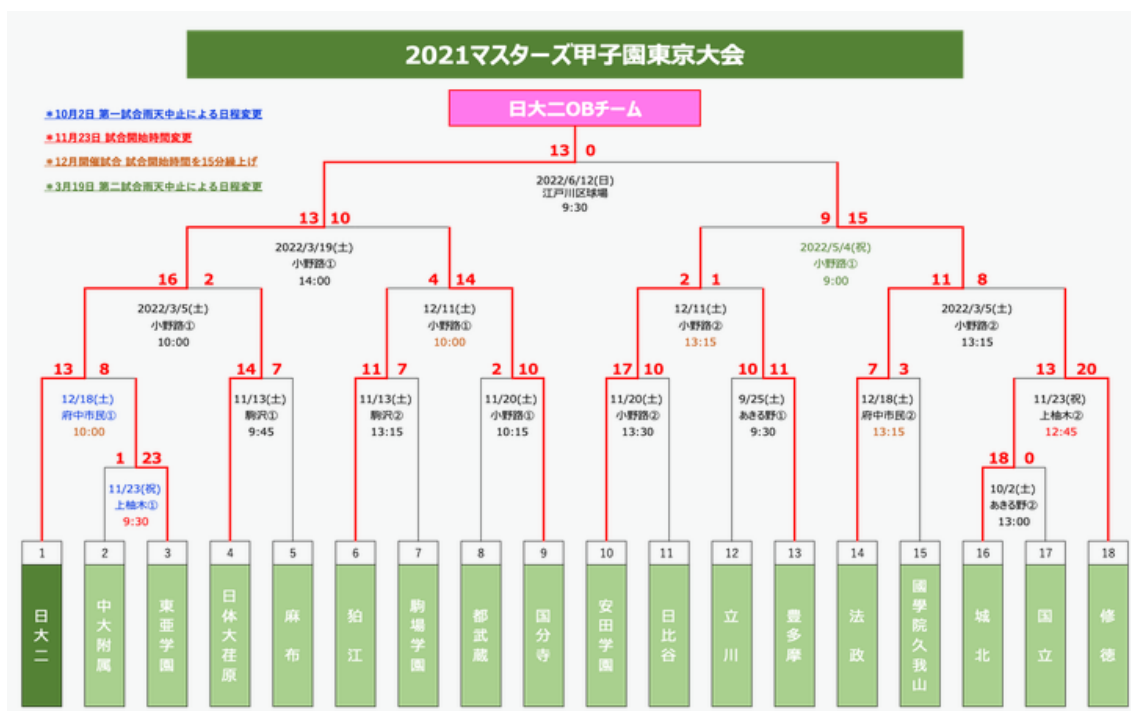 2021マスターズ甲子園東京大会
日大二OBチーム
*10月2日 第一試合雨天中止による日程変更
*11月23日 試合開始時間変更
*12月開催試合 試合開始時間を15分繰上げ
*3月19日 第二試合雨天中止による日程変更
13 0
2022/6/12(日)
江戸川区球場
9:30
13 10
2022/3/19(土)
小野路①
14:00
9 15
2022/5/4(祝)
小野路①
9:00
16 2
2022/3/5(土)
小野路①
10:00
4 14
12/11(土)
小野路①
10:00
2 1
12/11(土)
小野路②
13:15
11 8
2022/3/5(土)
小野路②
13:15
13 8
12/18(土)
府中市民①
10:00
14 7
11/13(土)
駒沢①
9:45
11 7
11/13(土)
駒沢②
13:15
2 10
11/20(土)
小野路①
10:15
17 10
11/20(土)
小野路②
13:30
10 11
9/25(土)
あきる野①
9:30
7 3
12/18(土)
府中市民②
13:15
13 20
11/23(祝)
上柚木②
12:45
1 23
11/23(祝)
上柚木①
9:30
18 0
10/2(土)
あきる野②
13:00
1 2 3 4 5 6 7 8 9 10 11 12 13 14 15 16 17 18
日大二
中大附属
東亜学園
日体大荏原
麻布
狛江
駒場学園
都武蔵
国分寺
安田学園
日比谷
立川
豊多摩
法政
國學院久我山
城北
国立
修徳